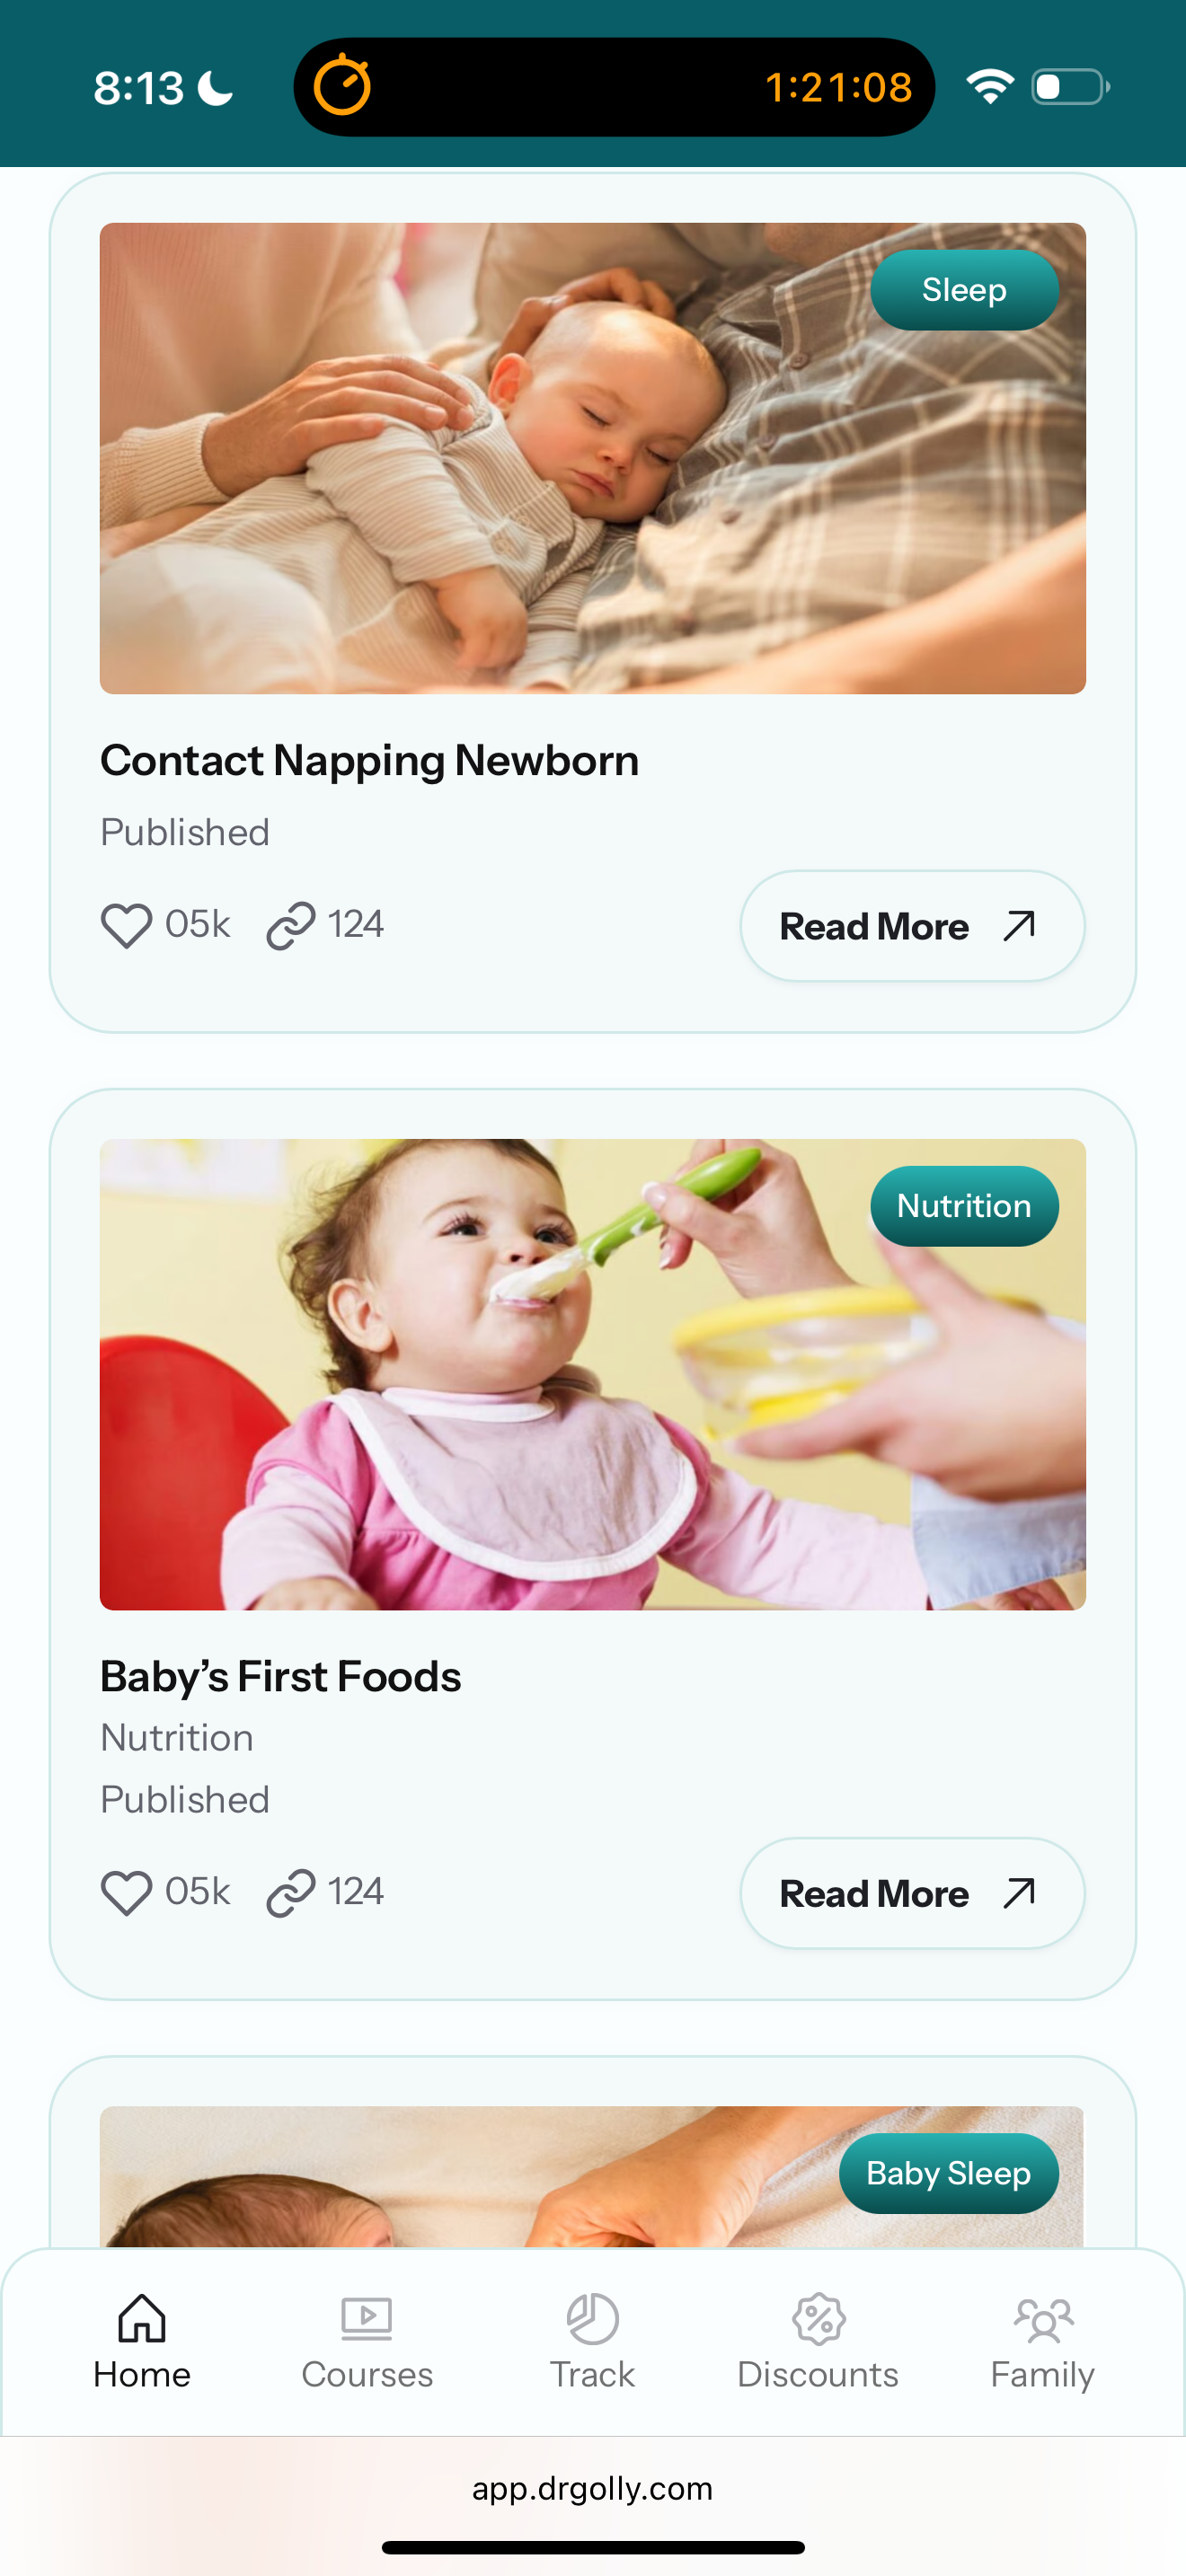 8:13
1:21:08
Sleep
Contact Napping Newborn
Published
05k 124
Read More
Nutrition
Baby’s First Foods
Nutrition
Published
05k 124
Read More
Baby Sleep
Home Courses Track Discounts Family
app.drgolly.com